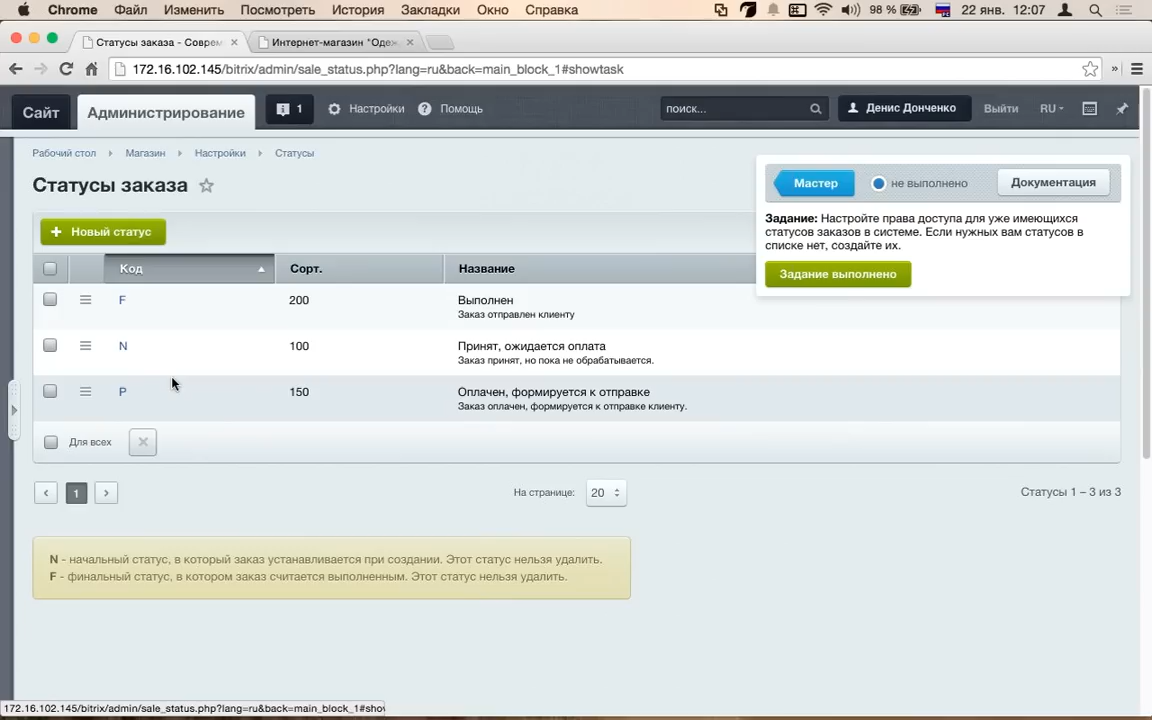 Chrome Файл Изменить Посмотреть История Закладки Окно Справка 98 % 22 янв. 12:07
Статусы заказа - Соврем
Интернет-магазин "Одеж
172.16.102.145/bitrix/admin/sale_status.php?lang=ru&back=main_block_1#showtask
Сайт Администрирование 1 Настройки Помощь поиск... Денис Донченко Выйти RU
Рабочий стол Магазин Настройки Статусы
Статусы заказа
Мастер не выполнено Документация
Задание: Настройте права доступа для уже имеющихся
статусов заказов в системе. Если нужных вам статусов в
списке нет, создайте их.
Задание выполнено
+ Новый статус
Код Сорт. Название
F 200 Выполнен
Заказ отправлен клиенту
N 100 Принят, ожидается оплата
Заказ принят, но пока не обрабатывается.
P 150 Оплачен, формируется к отправке
Заказ оплачен, формируется к отправке клиенту.
Для всех
1 На странице: 20 Статусы 1 – 3 из 3
N - начальный статус, в который заказ устанавливается при создании. Этот статус нельзя удалить.
F - финальный статус, в котором заказ считается выполненным. Этот статус нельзя удалить.
172.16.102.145/bitrix/admin/sale_status.php?lang=ru&back=main_block_1#show